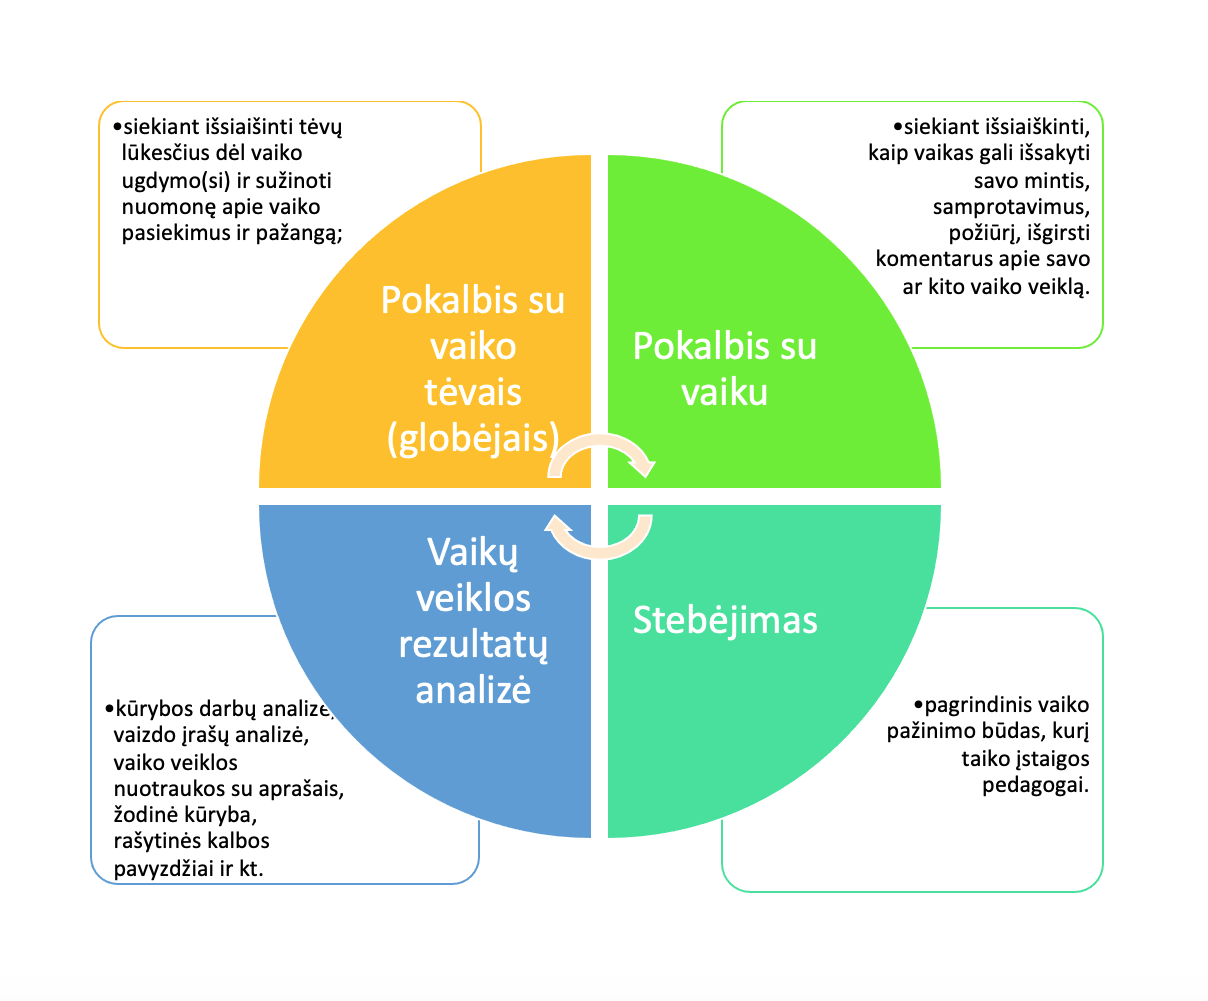 •siekiant išsiaišinti tėvų
lūkesčius dėl vaiko
ugdymo(si) ir sužinoti
nuomonę apie vaiko
pasiekimus ir pažangą;
•siekiant išsiaiškinti,
kaip vaikas gali išsakyti
savo mintis,
samprotavimus,
požiūrį, išgirsti
komentarus apie savo
ar kito vaiko veiklą.
Pokalbis su
vaiko
tėvais
(globėjais)
Pokalbis su
vaiku
Vaikų
veiklos
rezultatų
analizė
Stebėjimas
•kūrybos darbų analizė,
vaizdo įrašų analizė,
vaiko veiklos
nuotraukos su aprašais,
žodinė kūryba,
rašytinės kalbos
pavyzdžiai ir kt.
•pagrindinis vaiko
pažinimo būdas, kurį
taiko įstaigos
pedagogai.